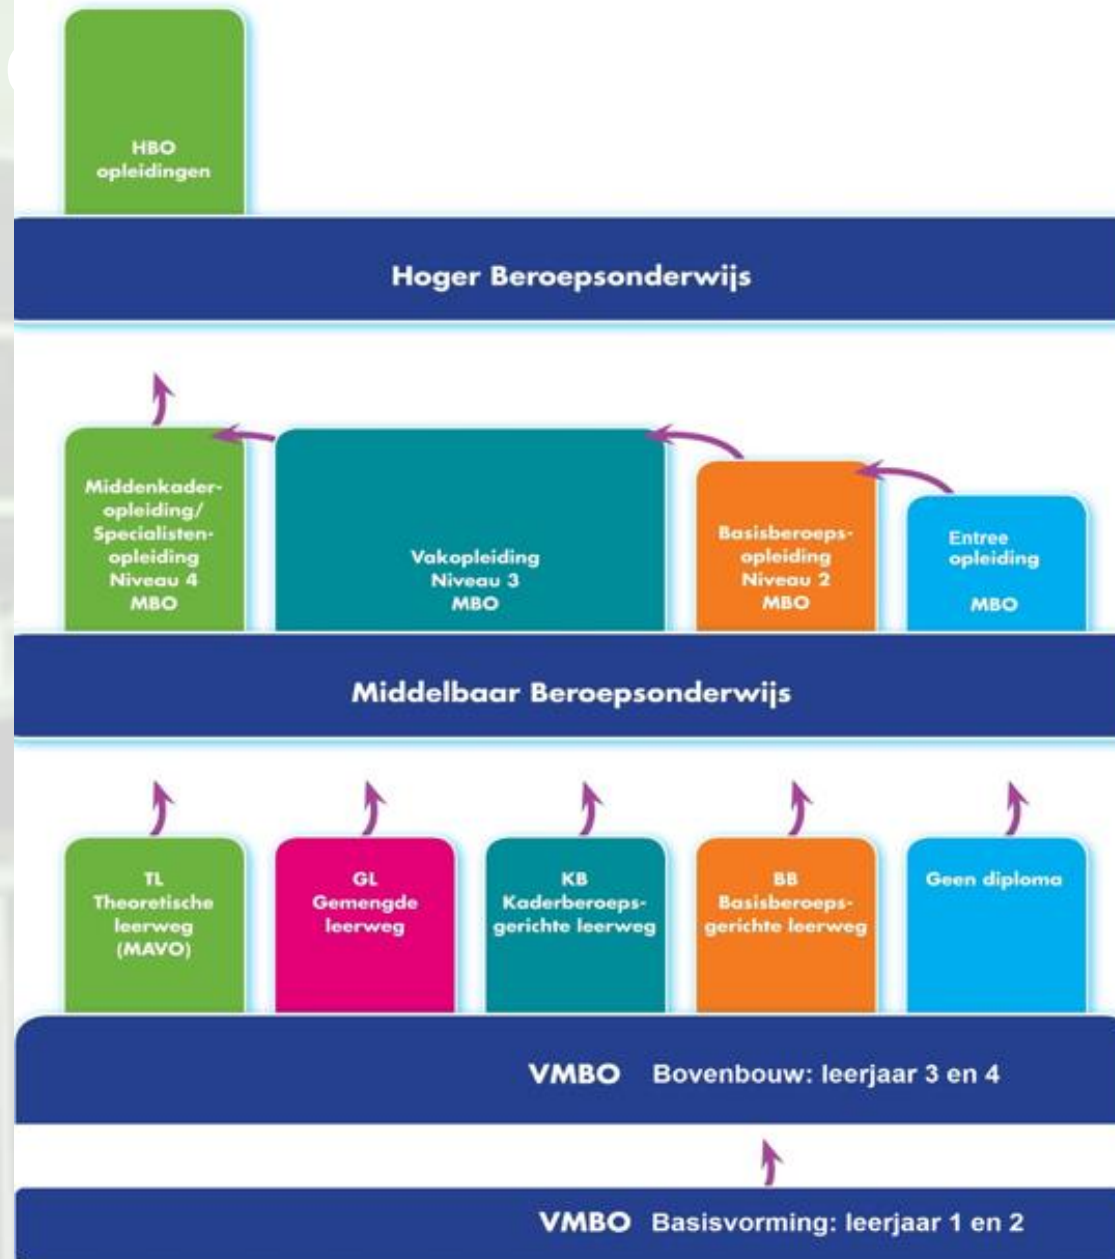 HBO
opleidingen
Hoger Beroepsonderwijs
Middenkader-
opleiding/
Specialisten-
opleiding
Niveau 4
MBO
Vakopleiding
Niveau 3
MBO
Basisberoeps-
opleiding
Niveau 2
MBO
Entree
opleiding
MBO
Middelbaar Beroepsonderwijs
TL
Theoretische
leerweg
(MAVO)
GL
Gemengde
leerweg
KB
Kaderberoeps-
gerichte leerweg
BB
Basisberoeps-
gerichte leerweg
Geen diploma
VMBO Bovenbouw: leerjaar 3 en 4
VMBO Basisvorming: leerjaar 1 en 2